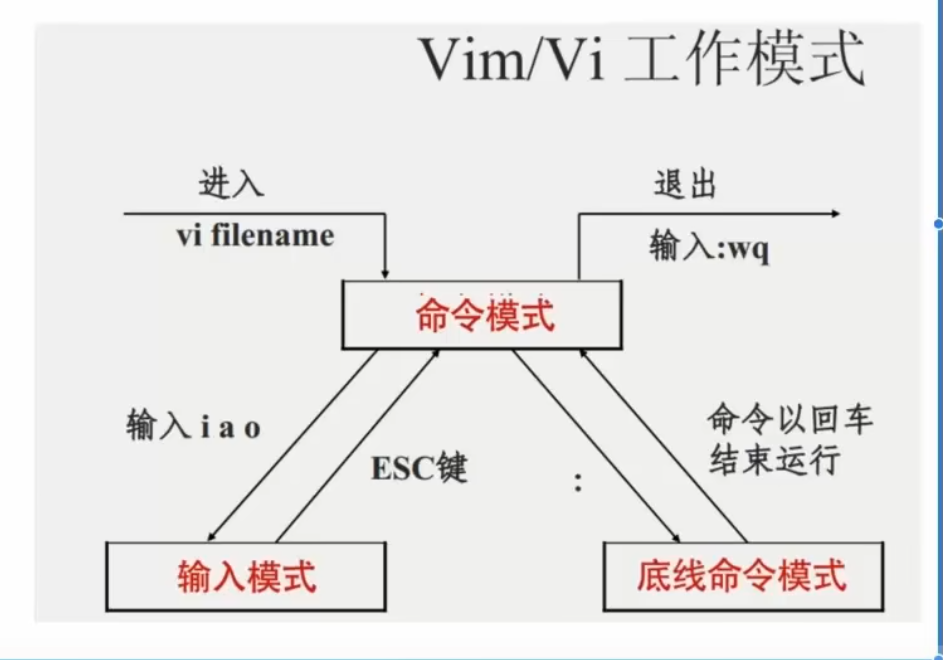 Vim/Vi 工作模式
进入
vi filename
退出
输入:wq
命令模式
输入 i a o
ESC键
:
命令以回车
结束运行
输入模式
底线命令模式